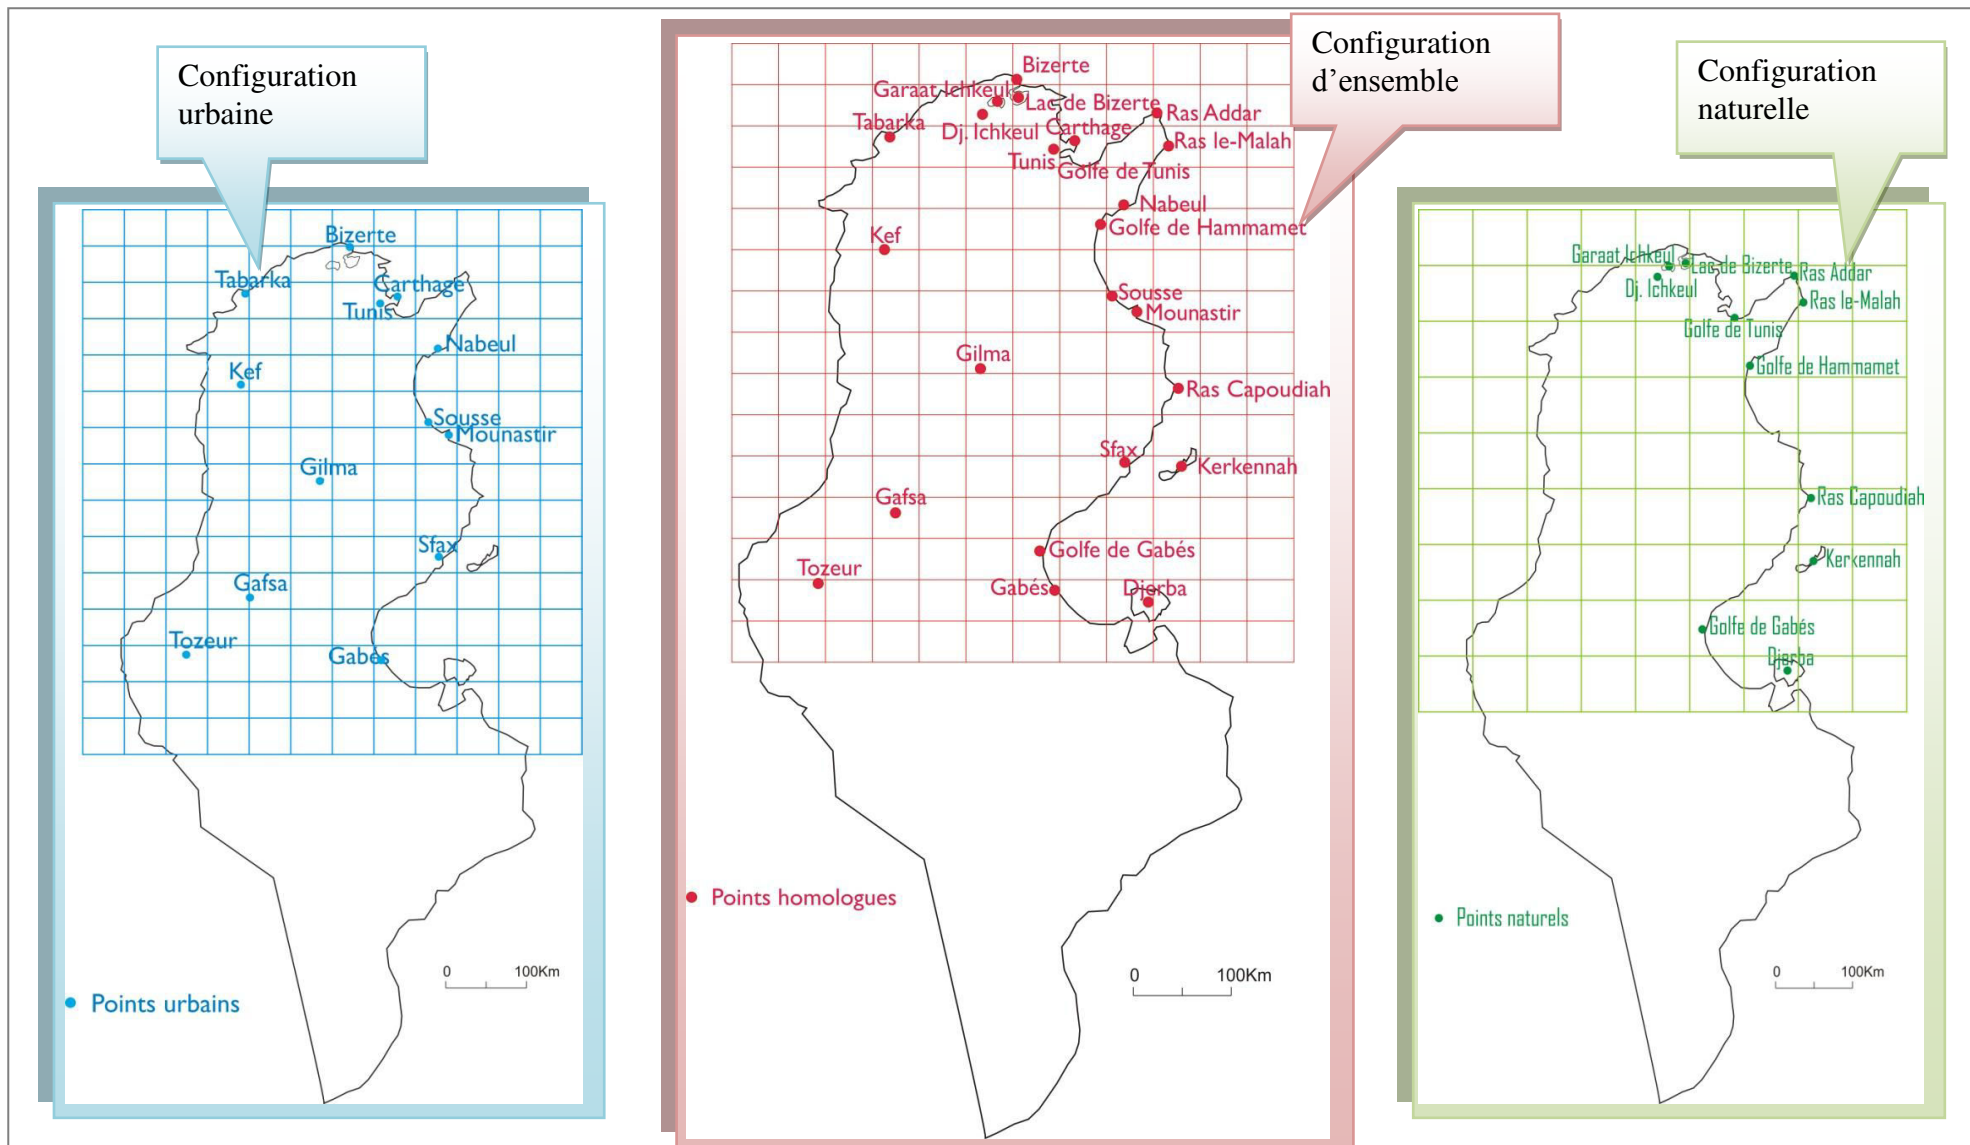 Configuration
urbaine
Bizerte
Tabarka
Carthage
Tunis
Nabeul
Kef
Sousse
Mounastir
Gilma
Sfax
Gafsa
Tozeur
Gabés
0 100Km
Points urbains
Configuration
d'ensemble
Bizerte
Garaat Ichkeul
Lac de Bizerte
Ras Addar
Tabarka
Dj. Ichkeul
Carthage
Ras le-Malah
Tunis
Golfe de Tunis
Nabeul
Golfe de Hammamet
Kef
Sousse
Mounastir
Gilma
Ras Capoudiah
Sfax
Kerkennah
Gafsa
Golfe de Gabés
Tozeur
Gabés
Djerba
Points homologues
0 100Km
Configuration
naturelle
Garaat Ichkeul
Lac de Bizerte
Ras Addar
Dj. Ichkeul
Ras le-Malah
Golfe de Tunis
Golfe de Hammamet
Ras Capoudiah
Kerkennah
Golfe de Gabés
Djerba
Points naturels
0 100Km